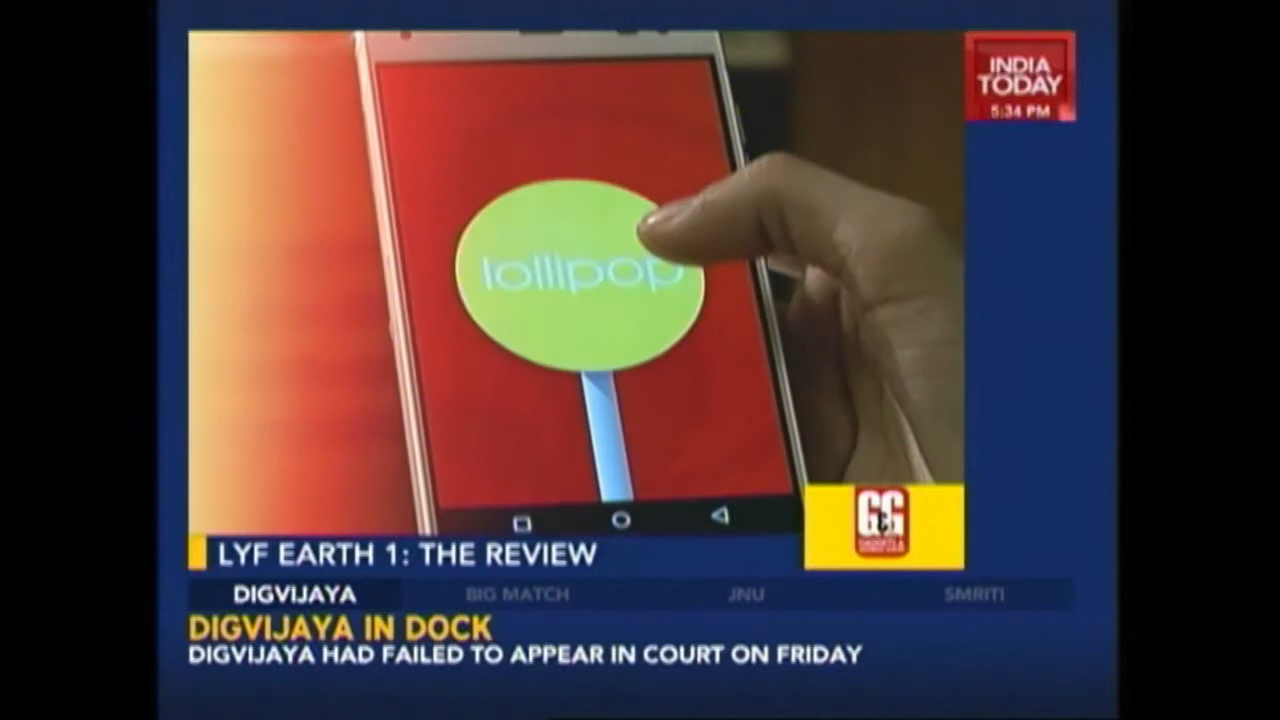 INDIA
TODAY
5:34 PM
lollipop
G&G
LYF EARTH 1: THE REVIEW
DIGVIJAYA
BIG MATCH
JNU
SMRITI
DIGVIJAYA IN DOCK
DIGVIJAYA HAD FAILED TO APPEAR IN COURT ON FRIDAY